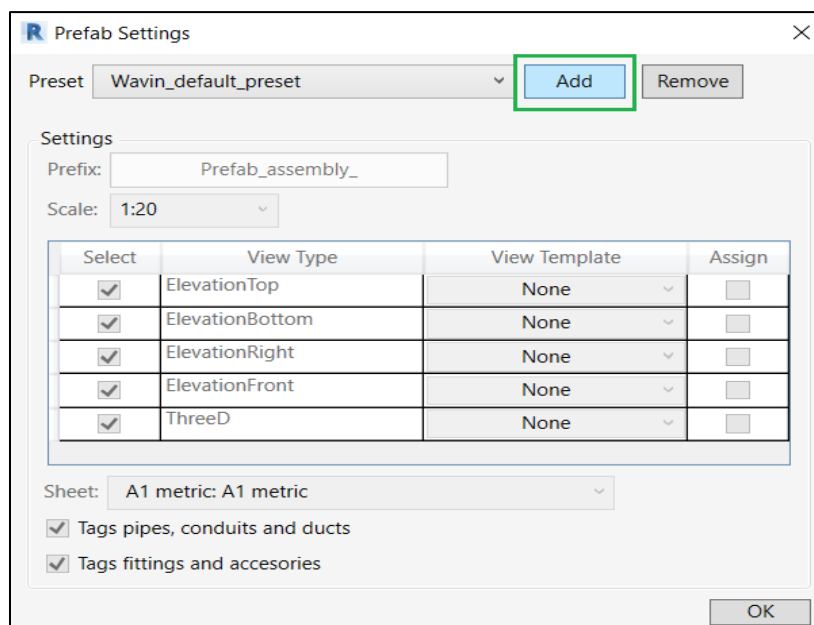 R Prefab Settings
Preset Wavin_default_preset Add Remove
Settings
Prefix: Prefab_assembly_
Scale: 1:20
Select View Type View Template Assign
ElevationTop None
ElevationBottom None
ElevationRight None
ElevationFront None
ThreeD None
Sheet: A1 metric: A1 metric
Tags pipes, conduits and ducts
Tags fittings and accesories
OK